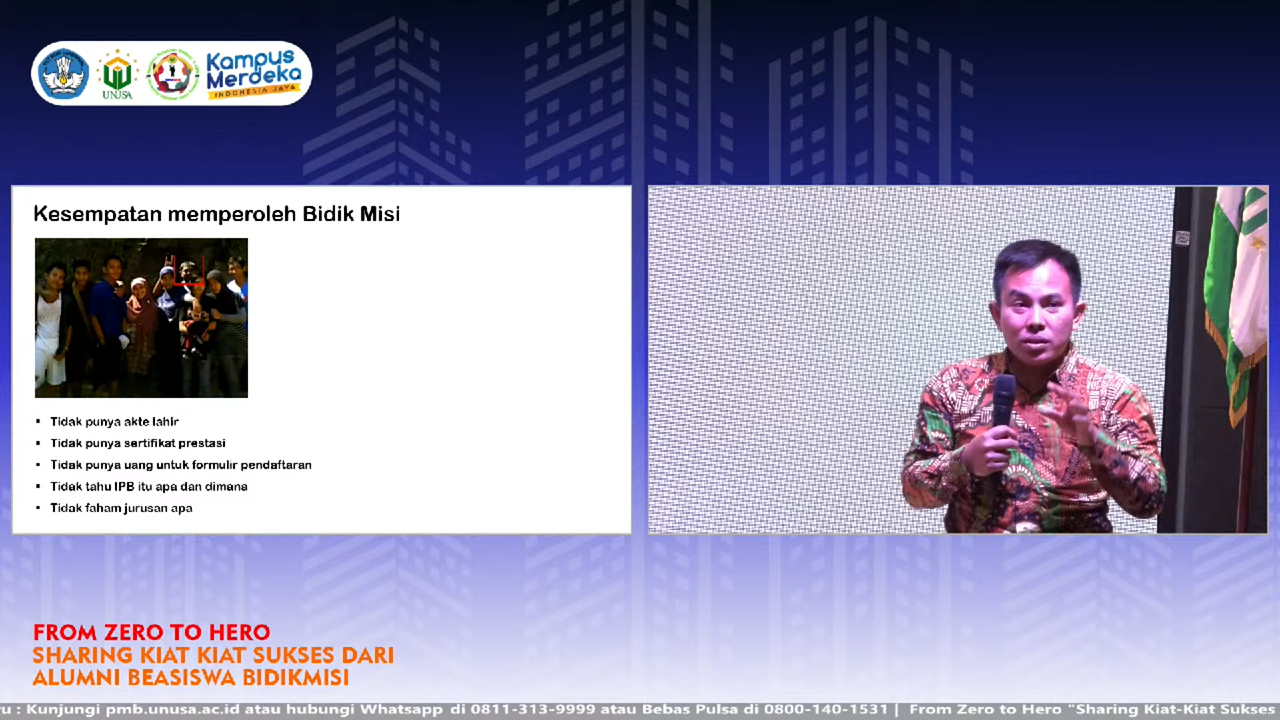 Kampus
Merdeka
INDONESIA JAYA
UNUSA
Kesempatan memperoleh Bidik Misi
▪ Tidak punya akte lahir
▪ Tidak punya sertifikat prestasi
▪ Tidak punya uang untuk formulir pendaftaran
▪ Tidak tahu IPB itu apa dan dimana
▪ Tidak faham jurusan apa
FROM ZERO TO HERO
SHARING KIAT KIAT SUKSES DARI
ALUMNI BEASISWA BIDIKMISI
ru : Kunjungi pmb.unusa.ac.id atau hubungi Whatsapp di 0811-313-9999 atau Bebas Pulsa di 0800-140-1531 | From Zero to Hero "Sharing Kiat-Kiat Sukses